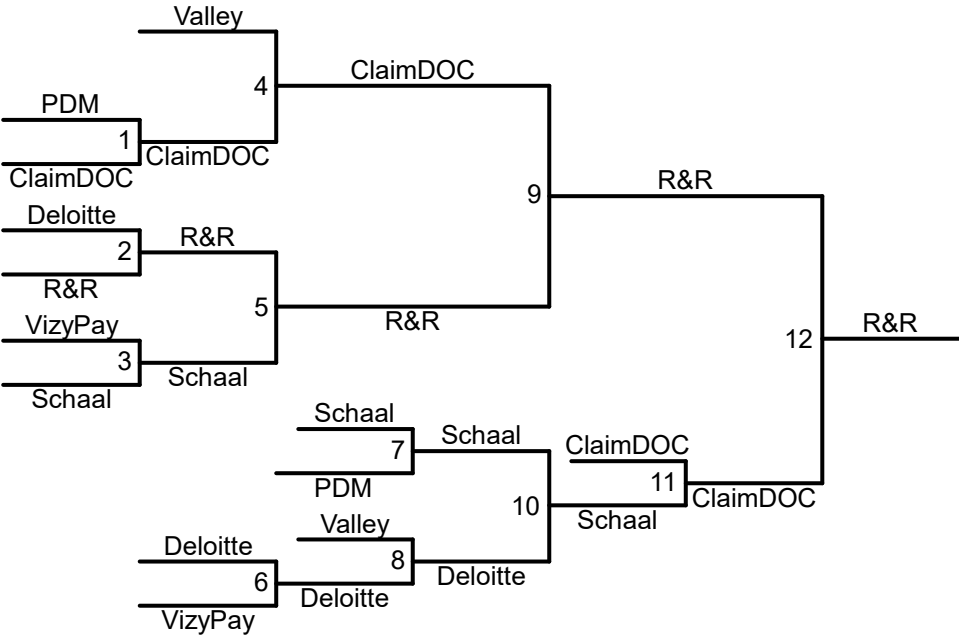 Valley
4
ClaimDOC
PDM
1
ClaimDOC
ClaimDOC
Deloitte
2
R&R
R&R
9
R&R
5
R&R
VizyPay
3
Schaal
Schaal
12
R&R
Schaal
7
Schaal
PDM
ClaimDOC
11
ClaimDOC
10
Schaal
Valley
8
Deloitte
Deloitte
6
Deloitte
VizyPay